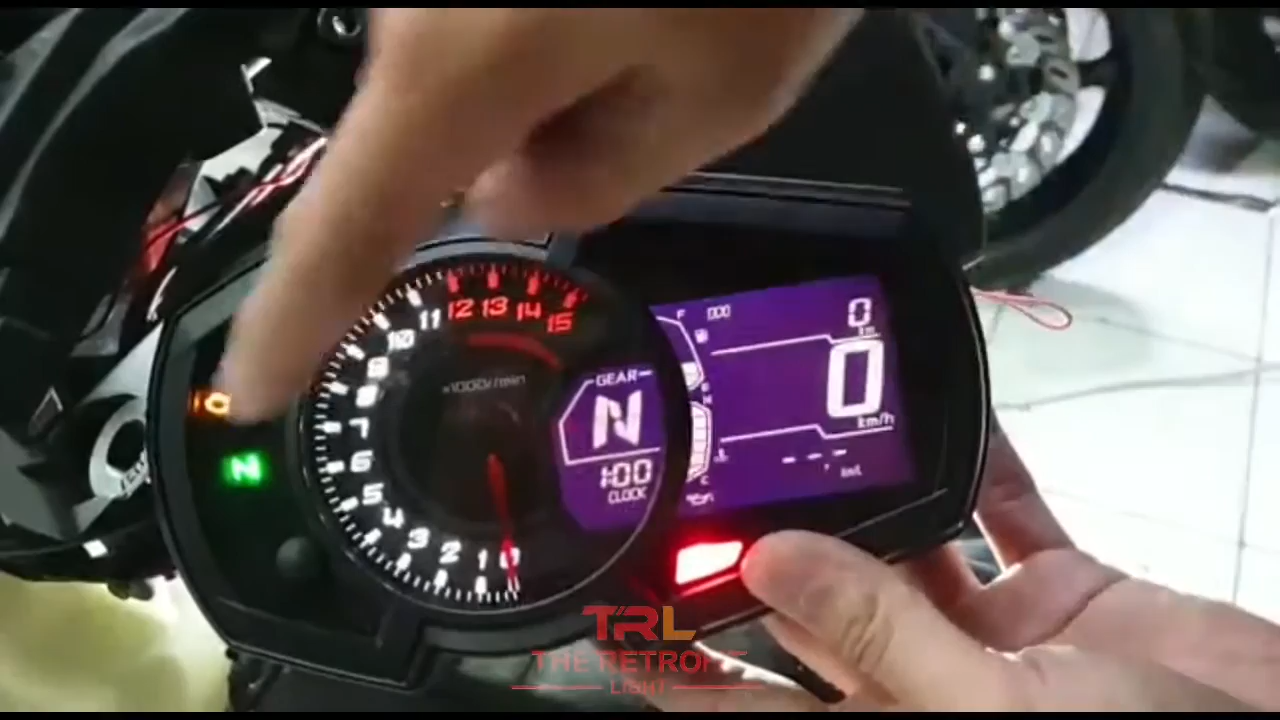 12 13 14 15
11
10
9
8
7
6
5
4
3
2
1
0
x1000r/min
GEAR
N
1:00
CLOCK
F
000
0
km
0
km/h
---
H
C
N
TRL
THE RETROFIT
LIGHT